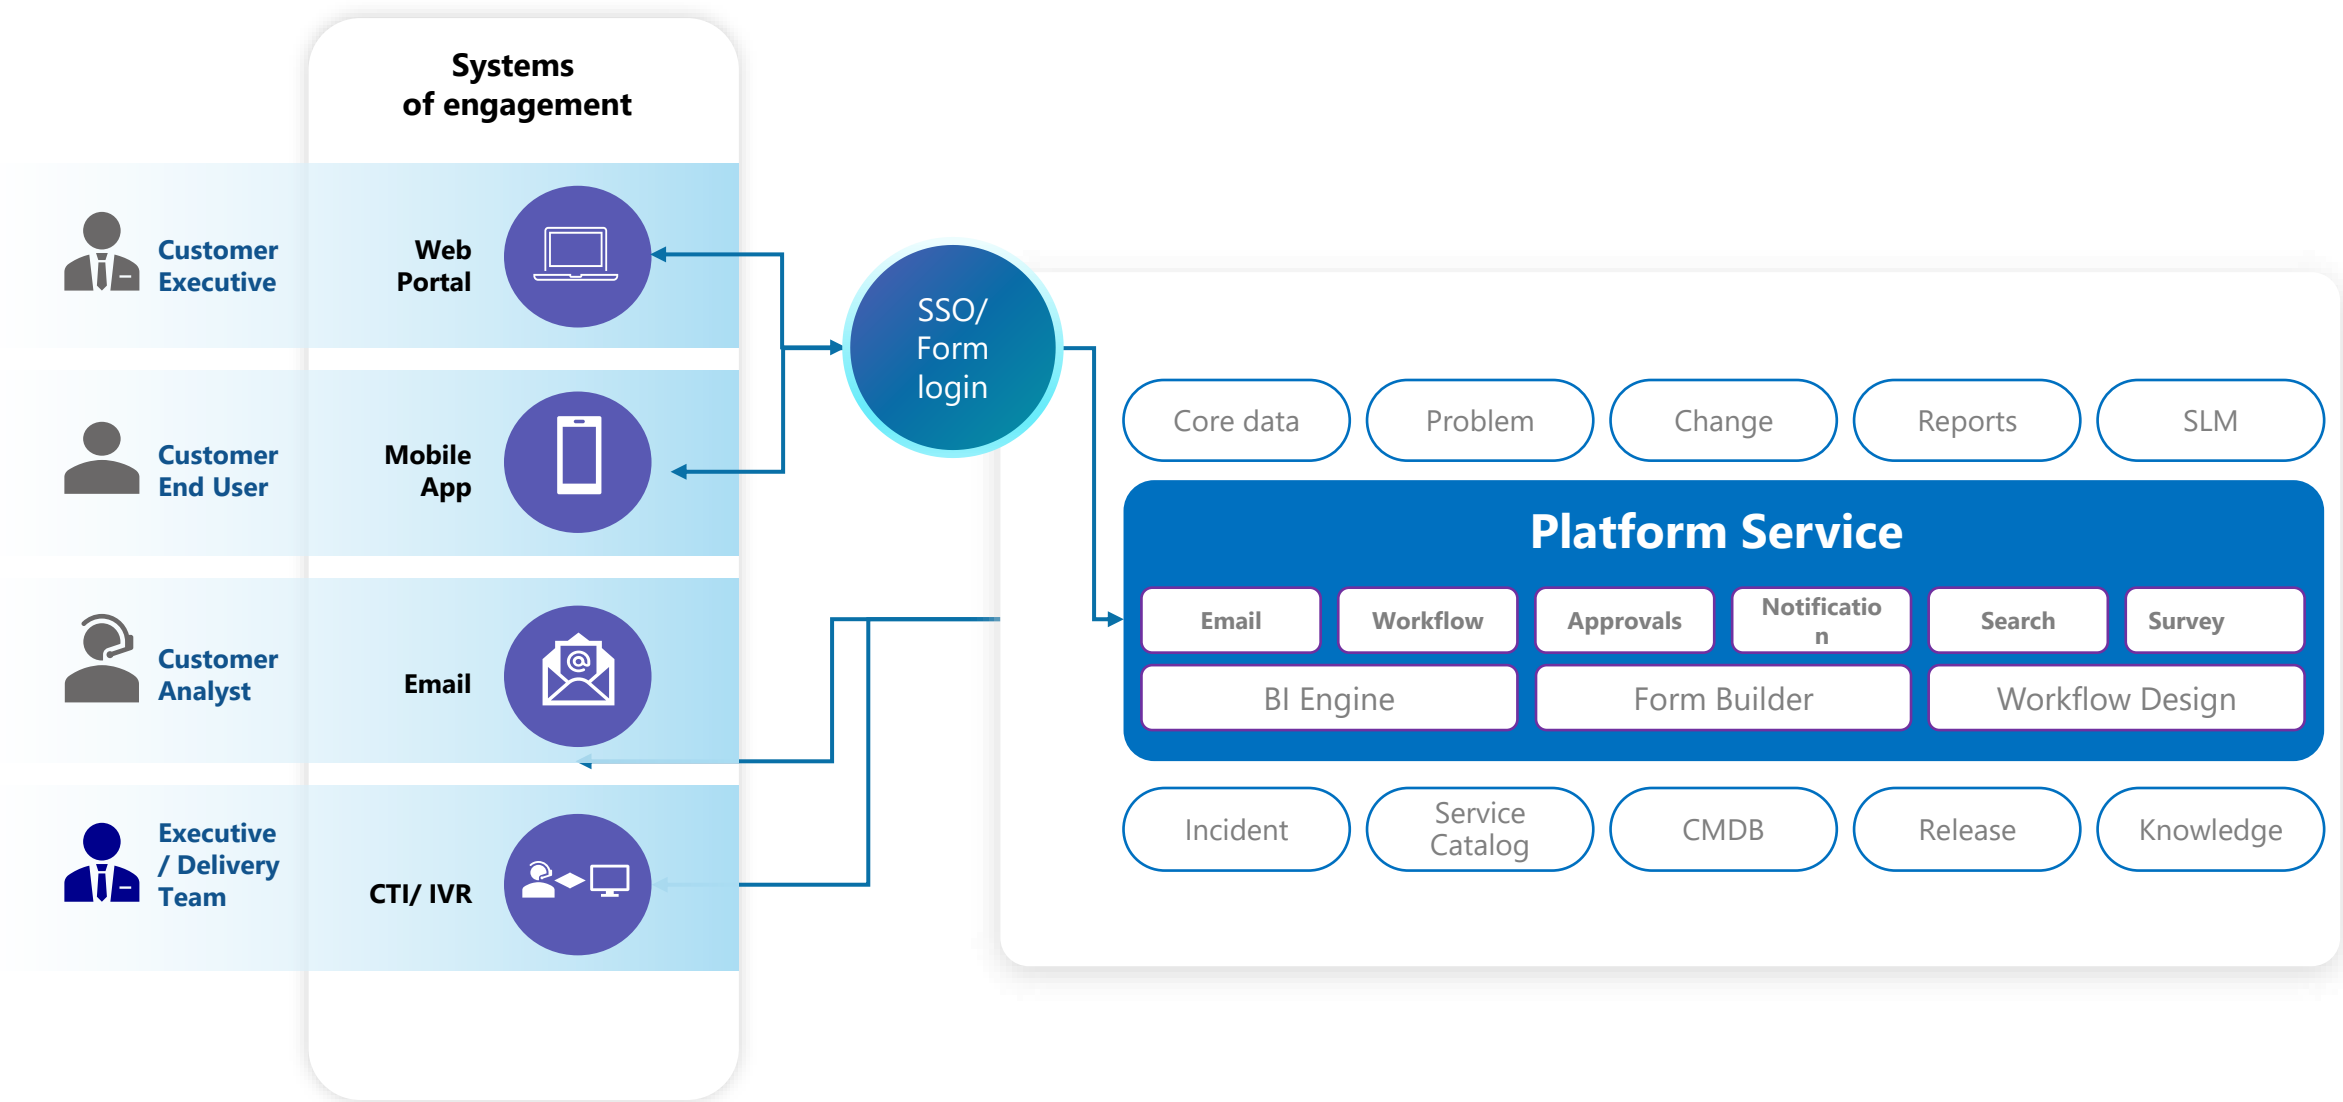 Systems
of engagement
Customer
Executive
Web
Portal
Customer
End User
Mobile
App
Customer
Analyst
Email
@
Executive
/ Delivery
Team
CTI/ IVR
SSO/
Form
login
Core data
Problem
Change
Reports
SLM
Platform Service
Email
Workflow
Approvals
Notificatio
n
Search
Survey
BI Engine
Form Builder
Workflow Design
Incident
Service
Catalog
CMDB
Release
Knowledge